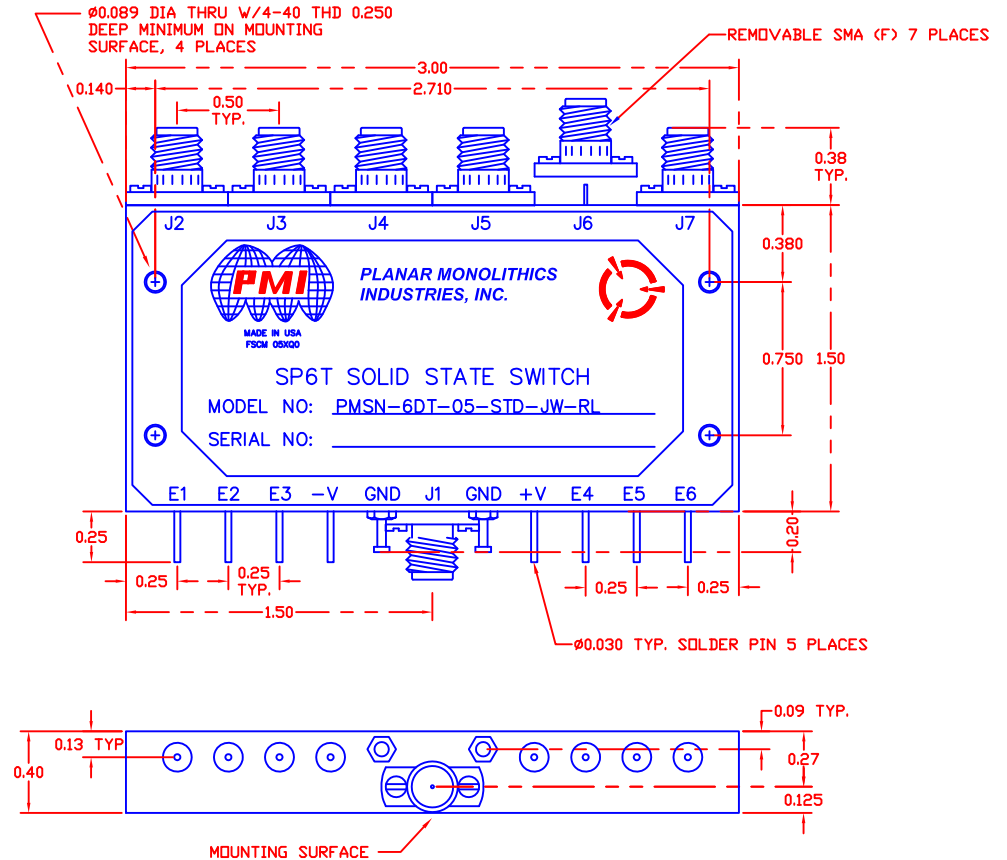 ø0.089 DIA THRU W/4-40 THD 0.250
DEEP MINIMUM ON MOUNTING
SURFACE, 4 PLACES
REMOVABLE SMA (F) 7 PLACES
3.00
0.140
2.710
0.50
TYP.
0.38
TYP.
J2 J3 J4 J5 J6 J7
0.380
PMI
PLANAR MONOLITHICS
INDUSTRIES, INC.
MADE IN USA
FSCM 05XQ0
0.750 1.50
SP6T SOLID STATE SWITCH
MODEL NO: PMSN-6DT-05-STD-JW-RL
SERIAL NO:
E1 E2 E3 -V GND J1 GND +V E4 E5 E6
0.25
0.20
0.25
0.25
TYP.
0.25
0.25
1.50
ø0.030 TYP. SOLDER PIN 5 PLACES
0.09 TYP.
0.13 TYP
0.27
0.40
0.125
MOUNTING SURFACE